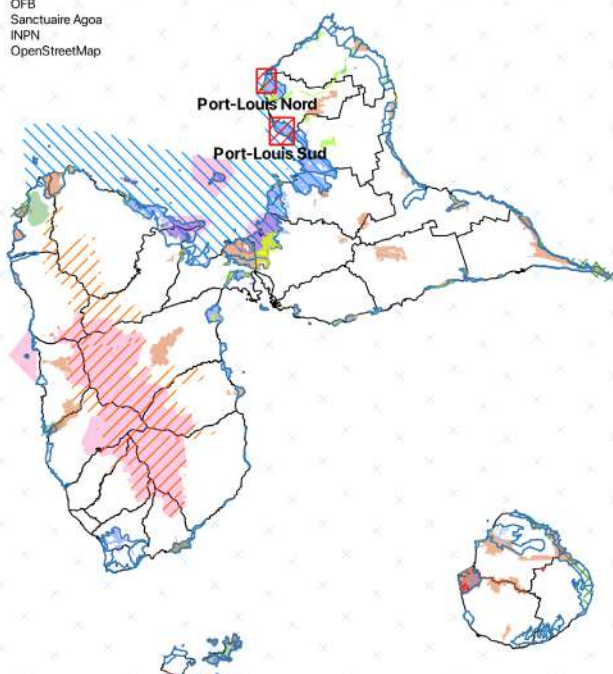 OFB
Sanctuaire Agoa
INPN
OpenStreetMap
Port-Louis Nord
Port-Louis Sud